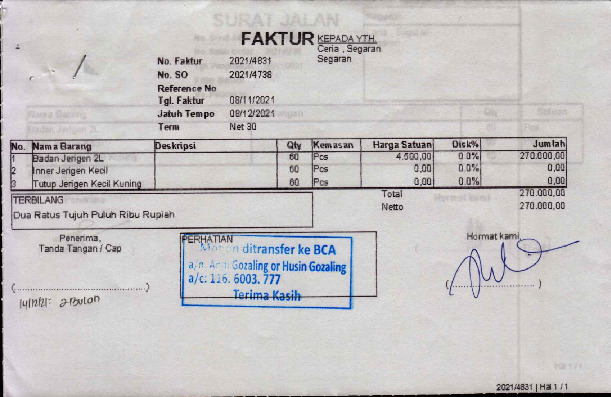 FAKTUR
KEPADA YTH.
Ceria , Segaran
Segaran
No. Faktur 2021/4831
No. SO 2021/4738
Reference No
Tgl. Faktur 08/11/2021
Jatuh Tempo 08/12/2021
Term Net 30
No. Nama Barang Deskripsi Qty Kemasan Harga Satuan Disk% Jumlah
1 Badan Jerigen 2L 60 Pcs 4.500,00 0.0% 270.000,00
2 Inner Jerigen Kecil 60 Pcs 0,00 0.0% 0,00
3 Tutup Jerigen Kecil Kuning 60 Pcs 0,00 0.0% 0,00
Total 270.000,00
Netto 270.000,00
TERBILANG
Dua Ratus Tujuh Puluh Ribu Rupiah
Penerima,
Tanda Tangan / Cap
PERHATIAN
Mohon ditransfer ke BCA
a/n. Gozaling or Husin Gozaling
a/c: 116. 6003. 777
Terima Kasih
Hormat kami,
(........................................)
(........................................)
14/12/21: 2 Bulan
2021/4831 | Hal 1 / 1